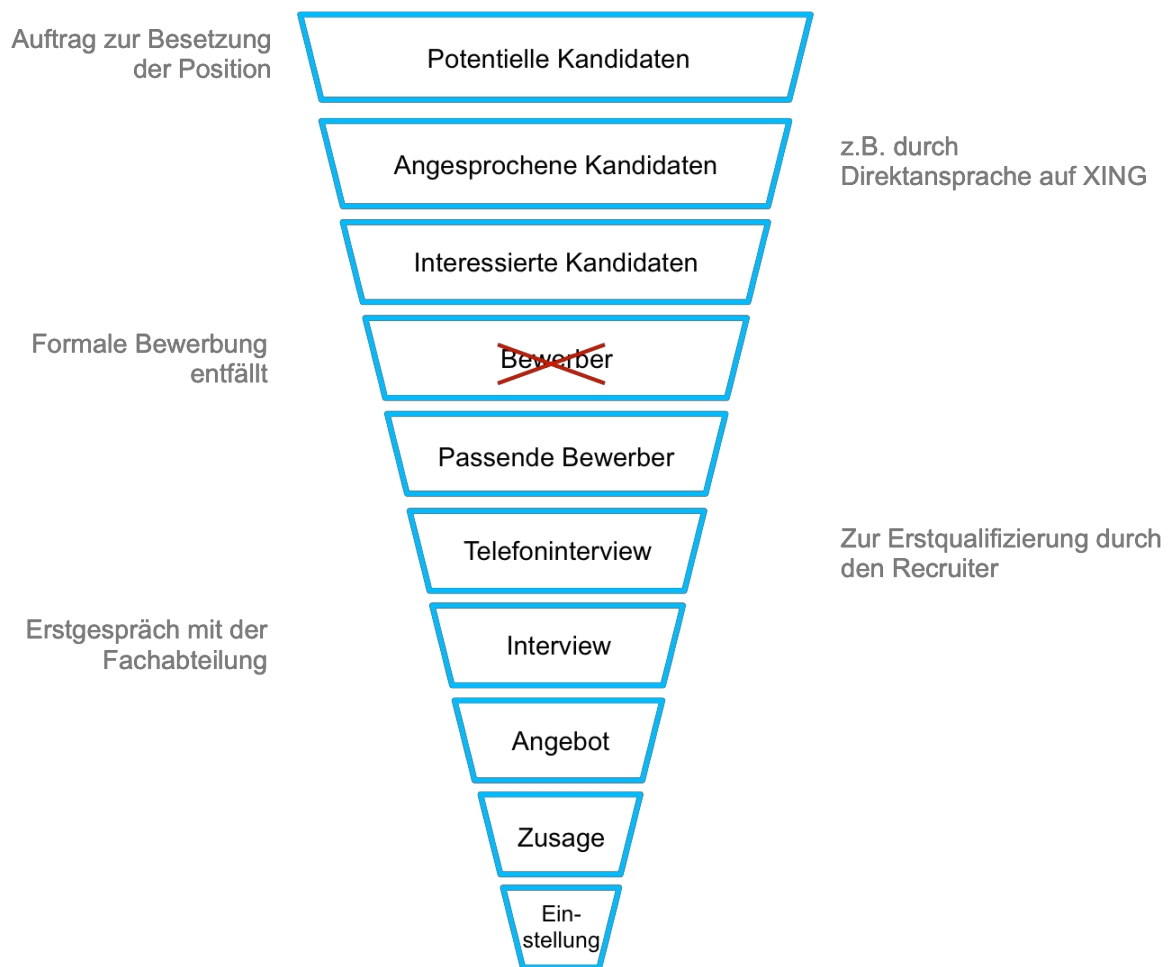 Auftrag zur Besetzung
der Position
Potentielle Kandidaten
Angesprochene Kandidaten
z.B. durch
Direktansprache auf XING
Interessierte Kandidaten
Formale Bewerbung
entfällt
Bewerber
Passende Bewerber
Telefoninterview
Zur Erstqualifizierung durch
den Recruiter
Erstgespräch mit der
Fachabteilung
Interview
Angebot
Zusage
Ein-
stellung